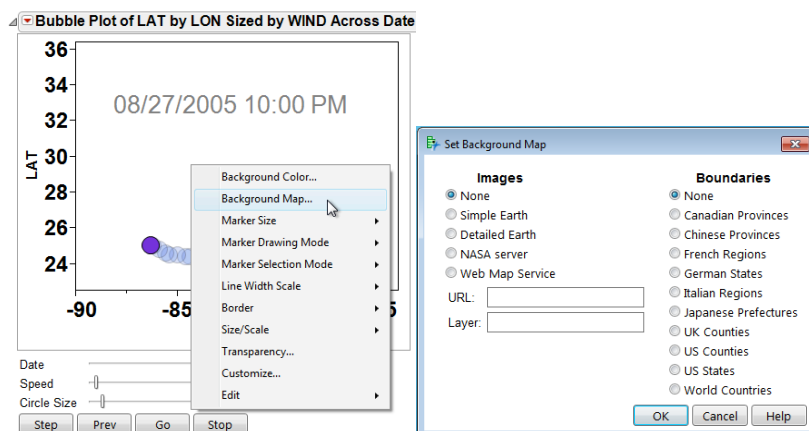 Bubble Plot of LAT by LON Sized by WIND Across Date
36
34
32
30
28
26
24
LAT
08/27/2005 10:00 PM
-90
-85
5
Background Color...
Background Map...
Marker Size
Marker Drawing Mode
Marker Selection Mode
Line Width Scale
Border
Size/Scale
Transparency...
Customize...
Edit
Date
Speed
Circle Size
Step Prev Go Stop
Set Background Map
Images
None
Simple Earth
Detailed Earth
NASA server
Web Map Service
URL:
Layer:
Boundaries
None
Canadian Provinces
Chinese Provinces
French Regions
German States
Italian Regions
Japanese Prefectures
UK Counties
US Counties
US States
World Countries
OK Cancel Help